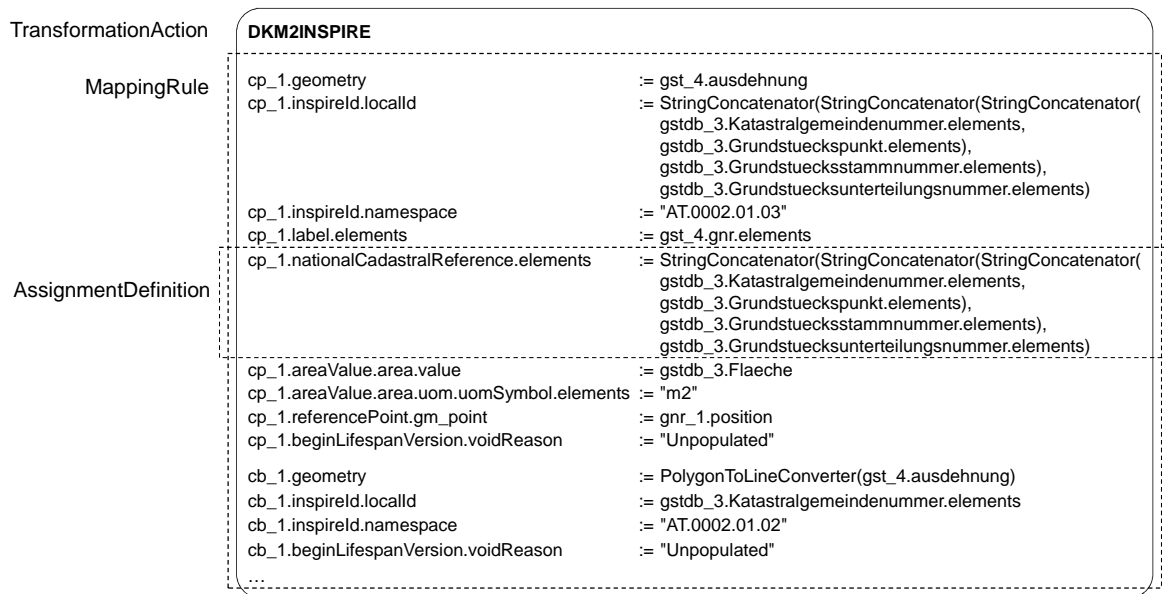 TransformationAction DKM2INSPIRE
MappingRule cp_1.geometry := gst_4.ausdehnung
cp_1.inspireId.localId := StringConcatenator(StringConcatenator(StringConcatenator(
gstdb_3.Katastralgemeindenummer.elements,
gstdb_3.Grundstueckspunkt.elements),
gstdb_3.Grundstuecksstammnummer.elements),
gstdb_3.Grundstuecksunterteilungsnummer.elements)
cp_1.inspireId.namespace := "AT.0002.01.03"
cp_1.label.elements := gst_4.gnr.elements
AssignmentDefinition cp_1.nationalCadastralReference.elements := StringConcatenator(StringConcatenator(StringConcatenator(
gstdb_3.Katastralgemeindenummer.elements,
gstdb_3.Grundstueckspunkt.elements),
gstdb_3.Grundstuecksstammnummer.elements),
gstdb_3.Grundstuecksunterteilungsnummer.elements)
cp_1.areaValue.area.value := gstdb_3.Flaeche
cp_1.areaValue.area.uom.uomSymbol.elements := "m2"
cp_1.referencePoint.gm_point := gnr_1.position
cp_1.beginLifespanVersion.voidReason := "Unpopulated"
cb_1.geometry := PolygonToLineConverter(gst_4.ausdehnung)
cb_1.inspireId.localId := gstdb_3.Katastralgemeindenummer.elements
cb_1.inspireId.namespace := "AT.0002.01.02"
cb_1.beginLifespanVersion.voidReason := "Unpopulated"
…